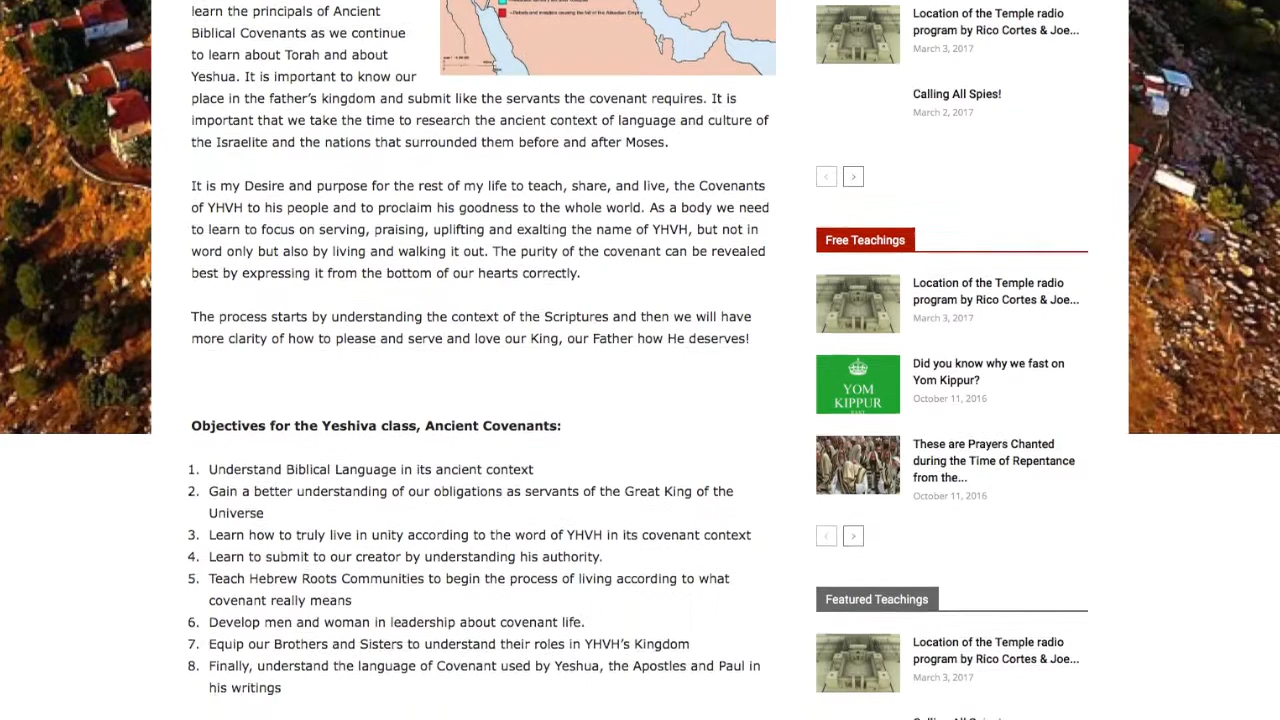 learn the principals of Ancient
Biblical Covenants as we continue
to learn about Torah and about
Yeshua. It is important to know our
place in the father's kingdom and submit like the servants the covenant requires. It is
important that we take the time to research the ancient context of language and culture of
the Israelite and the nations that surrounded them before and after Moses.
It is my Desire and purpose for the rest of my life to teach, share, and live, the Covenants
of YHVH to his people and to proclaim his goodness to the whole world. As a body we need
to learn to focus on serving, praising, uplifting and exalting the name of YHVH, but not in
word only but also by living and walking it out. The purity of the covenant can be revealed
best by expressing it from the bottom of our hearts correctly.
The process starts by understanding the context of the Scriptures and then we will have
more clarity of how to please and serve and love our King, our Father how He deserves!
Objectives for the Yeshiva class, Ancient Covenants:
1. Understand Biblical Language in its ancient context
2. Gain a better understanding of our obligations as servants of the Great King of the
Universe
3. Learn how to truly live in unity according to the word of YHVH in its covenant context
4. Learn to submit to our creator by understanding his authority.
5. Teach Hebrew Roots Communities to begin the process of living according to what
covenant really means
6. Develop men and woman in leadership about covenant life.
7. Equip our Brothers and Sisters to understand their roles in YHVH's Kingdom
8. Finally, understand the language of Covenant used by Yeshua, the Apostles and Paul in
his writings
Location of the Temple radio
program by Rico Cortes & Joe...
March 3, 2017
Calling All Spies!
March 2, 2017
Free Teachings
Location of the Temple radio
program by Rico Cortes & Joe...
March 3, 2017
YOM
KIPPUR
Did you know why we fast on
Yom Kippur?
October 11, 2016
These are Prayers Chanted
during the Time of Repentance
from the...
October 11, 2016
Featured Teachings
Location of the Temple radio
program by Rico Cortes & Joe...
March 3, 2017